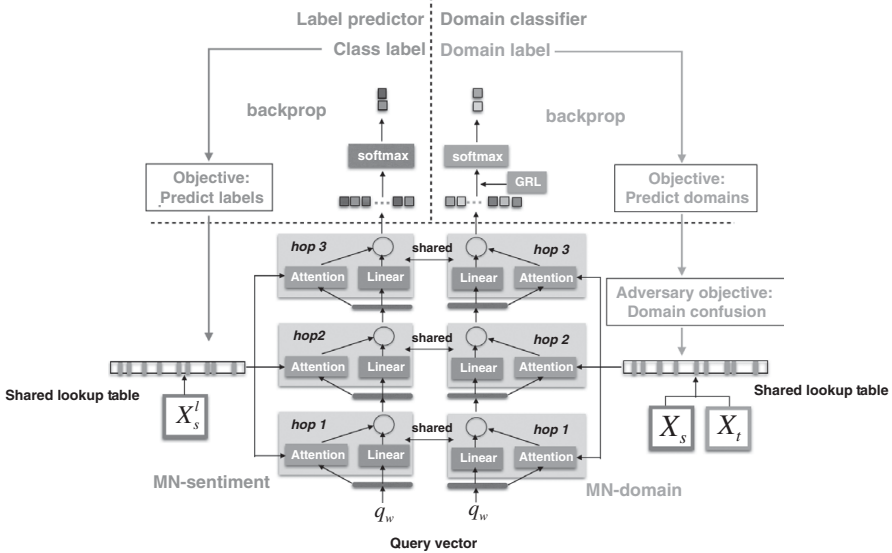 Label predictor
Domain classifier
Class label
Domain label
backprop
backprop
softmax
softmax
GRL
Objective:
Predict labels
Objective:
Predict domains
hop 3
shared
hop 3
Attention
Linear
Linear
Attention
Adversary objective:
Domain confusion
hop2
shared
hop 2
Attention
Linear
Linear
Attention
Shared lookup table
Shared lookup table
X_s^l
X_s
X_t
hop 1
shared
hop 1
Attention
Linear
Linear
Attention
MN-sentiment
MN-domain
q_w
q_w
Query vector